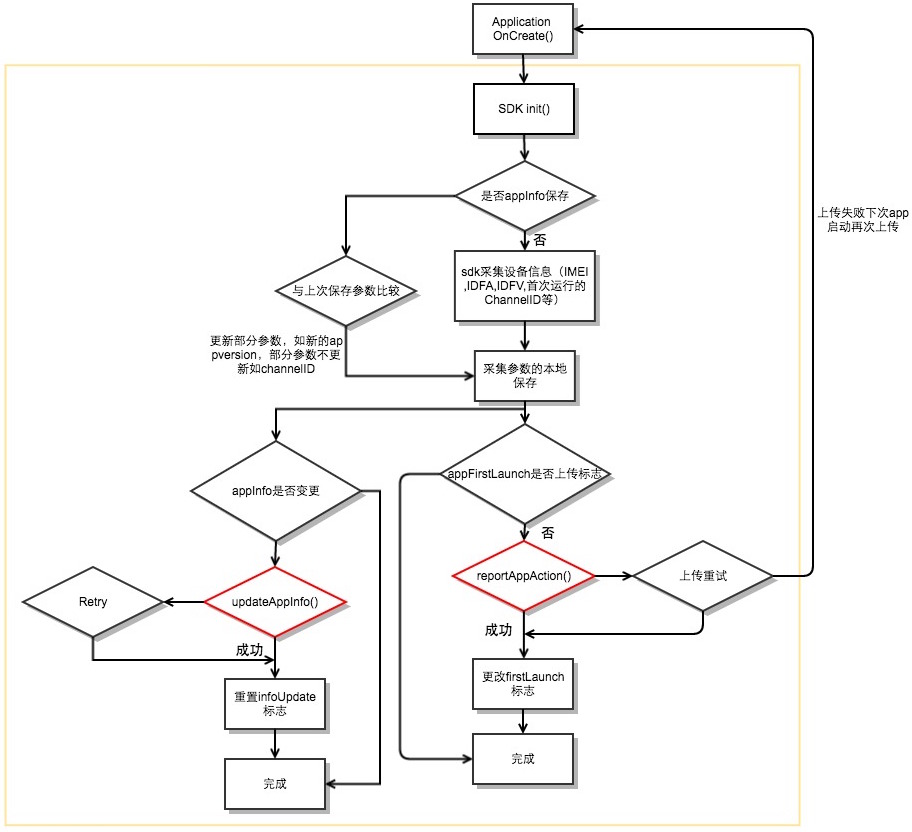 Application
OnCreate()
SDK init()
是否appInfo保存
否
上传失败下次app
启动再次上传
sdk采集设备信息（IMEI
,IDFA,IDFV,首次运行的
ChannelID等）
与上次保存参数比较
更新部分参数，如新的ap
pversion，部分参数不更
新如channelID
采集参数的本地
保存
appInfo是否变更
appFirstLaunch是否上传标志
否
Retry
updateAppInfo()
reportAppAction()
上传重试
成功
成功
重置infoUpdate
标志
更改firstLaunch
标志
完成
完成